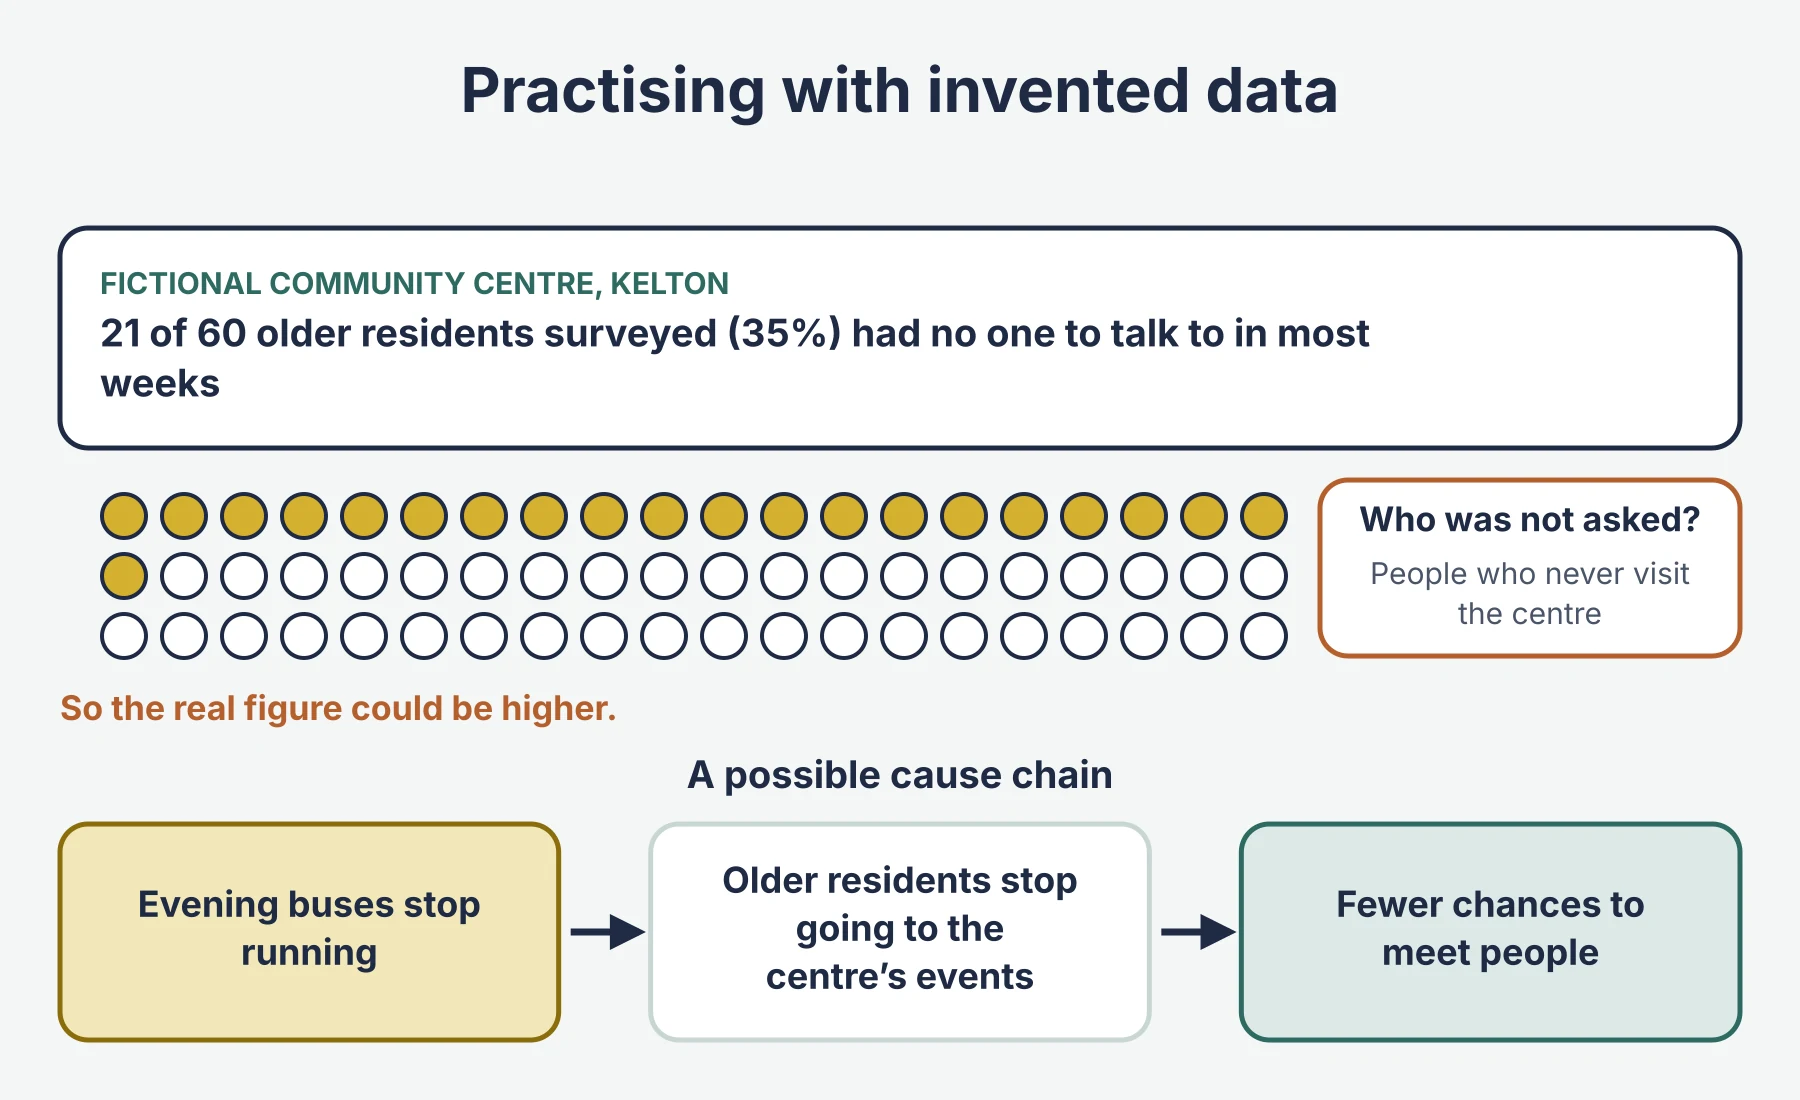 Practising with invented data
FICTIONAL COMMUNITY CENTRE, KELTON
21 of 60 older residents surveyed (35%) had no one to talk to in most
weeks
Who was not asked?
People who never visit
the centre
So the real figure could be higher.
A possible cause chain
Evening buses stop
running
Older residents stop
going to the
centre’s events
Fewer chances to
meet people